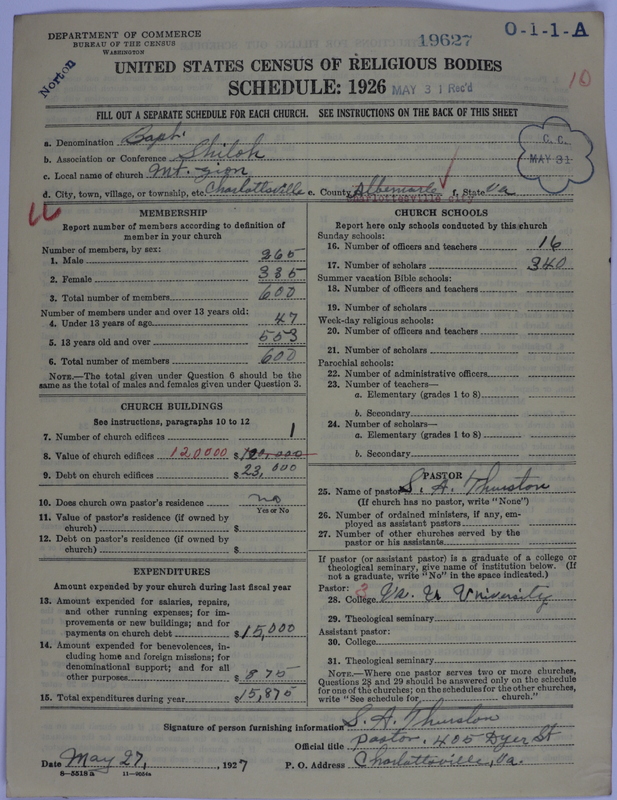 DEPARTMENT OF COMMERCE
BUREAU OF THE CENSUS
WASHINGTON
Norton
19627
O-1-1-A
UNITED STATES CENSUS OF RELIGIOUS BODIES
SCHEDULE: 1926 MAY 31 Rec'd
10
FILL OUT A SEPARATE SCHEDULE FOR EACH CHURCH. SEE INSTRUCTIONS ON THE BACK OF THIS SHEET
C. C.
MAY 31
a. Denomination Bapt.
b. Association or Conference Shiloh
c. Local name of church Mt. Zion
d. City, town, village, or township, etc. Charlottsville e. County Albemarle f. State Va
Charlottesville city
MEMBERSHIP
Report number of members according to definition of
member in your church
Number of members, by sex:
1. Male 265
2. Female 335
3. Total number of members 600
Number of members under and over 13 years old:
4. Under 13 years of age 47
5. 13 years old and over 553
6. Total number of members 600
NOTE.—The total given under Question 6 should be the
same as the total of males and females given under Question 3.
CHURCH BUILDINGS
See instructions, paragraphs 10 to 12
7. Number of church edifices 1
8. Value of church edifices 120000 $120,000
9. Debt on church edifices $23,000
10. Does church own pastor's residence no
Yes or No
11. Value of pastor's residence (if owned by
church) $
12. Debt on pastor's residence (if owned by
church) $
EXPENDITURES
Amount expended by your church during last fiscal year
13. Amount expended for salaries, repairs,
and other running expenses; for im-
provements or new buildings; and for
payments on church debt $15,000
14. Amount expended for benevolences, in-
cluding home and foreign missions; for
denominational support; and for all
other purposes $875
15. Total expenditures during year $15,875
CHURCH SCHOOLS
Report here only schools conducted by this church
Sunday schools:
16. Number of officers and teachers 16
17. Number of scholars 340
Summer vacation Bible schools:
18. Number of officers and teachers
19. Number of scholars
Week-day religious schools:
20. Number of officers and teachers
21. Number of scholars
Parochial schools:
22. Number of administrative officers
23. Number of teachers—
a. Elementary (grades 1 to 8)
b. Secondary
24. Number of scholars—
a. Elementary (grades 1 to 8)
b. Secondary
PASTOR
25. Name of pastor S. A. Thurston
(If church has no pastor, write "None")
26. Number of ordained ministers, if any, em-
ployed as assistant pastors
27. Number of other churches served by the
pastor or his assistants
If pastor (or assistant pastor) is a graduate of a college or
theological seminary, give name of institution below. (If
not a graduate, write "No" in the space indicated.)
Pastor:
28. College Va. U University
29. Theological seminary
Assistant pastor:
30. College
31. Theological seminary
NOTE.—Where one pastor serves two or more churches,
Questions 28 and 29 should be answered only on the schedule
for one of the churches; on the schedules for the other churches,
write "See schedule for church."
Signature of person furnishing information S. A. Thurston
Official title Pastor. 405 Dyer St
Date May 27, 1927 P. O. Address Charlottsville, Va.
8-5518a 11-9054a